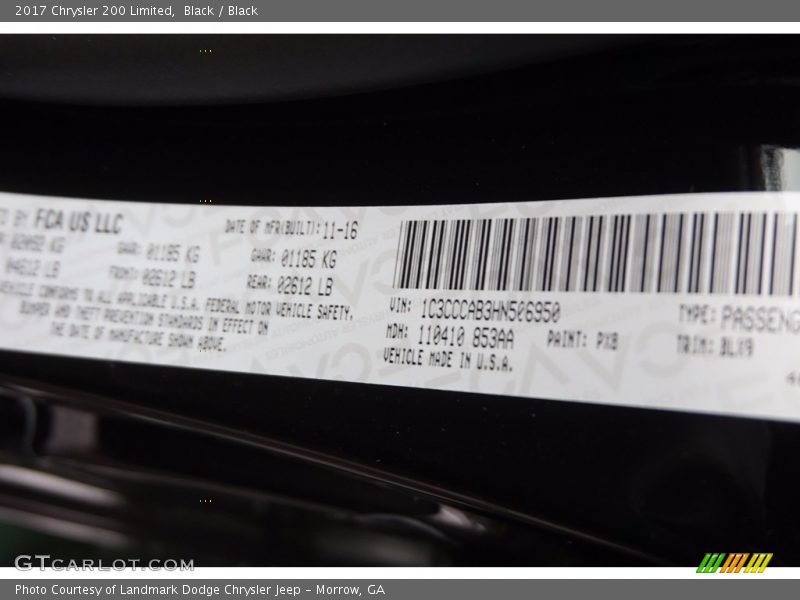 2017 Chrysler 200 Limited,  Black / Black
BY FCA US LLC
DATE OF MFR(BUILT): 11-16
KG
GAWR: 01185 KG
GAWR: 01185 KG
04612 LB
FRONT: 02612 LB
REAR: 02612 LB
VEHICLE CONFORMS TO ALL APPLICABLE U.S.A. FEDERAL MOTOR VEHICLE SAFETY,
BUMPER AND THEFT PREVENTION STANDARDS IN EFFECT ON
THE DATE OF MANUFACTURE SHOWN ABOVE.
VIN: 1C3CCCAB3HN506950
TYPE: PASSENG
MDH: 110410 853AA
PAINT: PX8
TRIM: BLX9
VEHICLE MADE IN U.S.A.
GTCARLOT.COM
Photo Courtesy of Landmark Dodge Chrysler Jeep – Morrow, GA